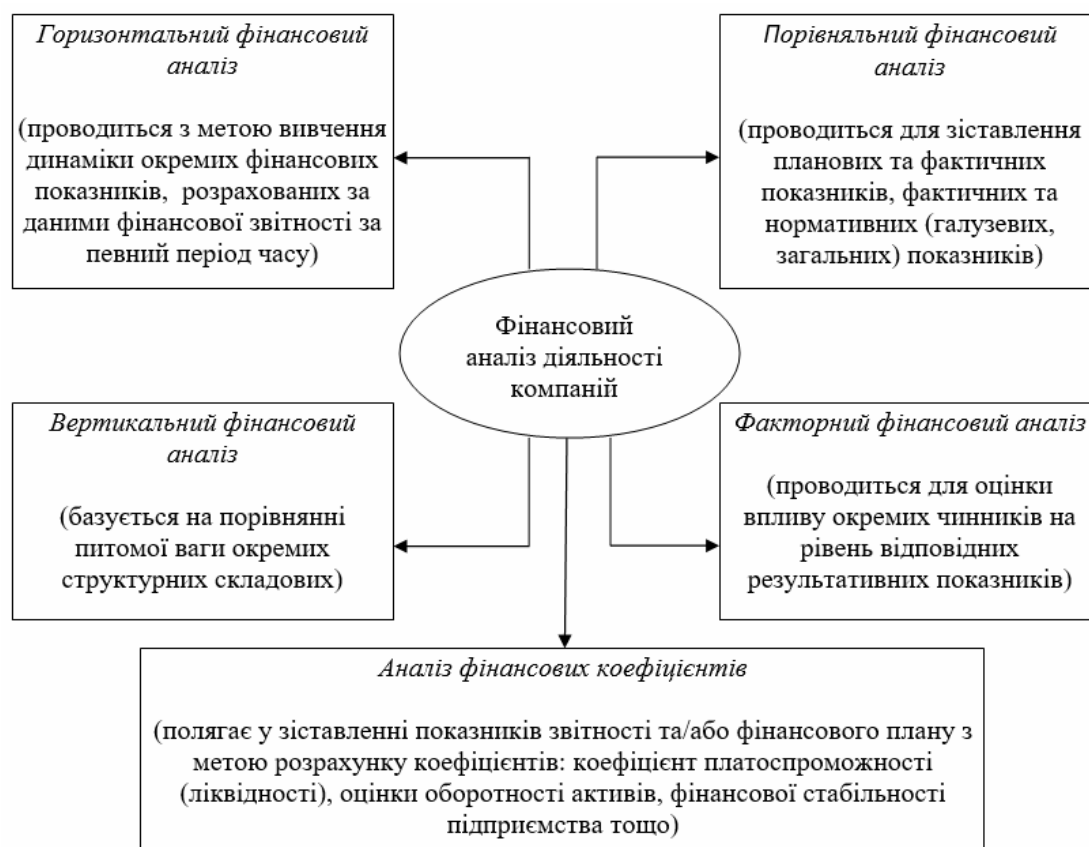 Горизонтальний фінансовий
аналіз
(проводиться з метою вивчення
динаміки окремих фінансових
показників, розрахованих за
даними фінансової звітності за
певний період часу)
Порівняльний фінансовий
аналіз
(проводиться для зіставлення
планових та фактичних
показників, фактичних та
нормативних (галузевих,
загальних) показників)
Фінансовий
аналіз діяльності
компаній
Вертикальний фінансовий
аналіз
(базується на порівнянні
питомої ваги окремих
структурних складових)
Факторний фінансовий аналіз
(проводиться для оцінки
впливу окремих чинників на
рівень відповідних
результативних показників)
Аналіз фінансових коефіцієнтів
(полягає у зіставленні показників звітності та/або фінансового плану з
метою розрахунку коефіцієнтів: коефіцієнт платоспроможності
(ліквідності), оцінки оборотності активів, фінансової стабільності
підприємства тощо)